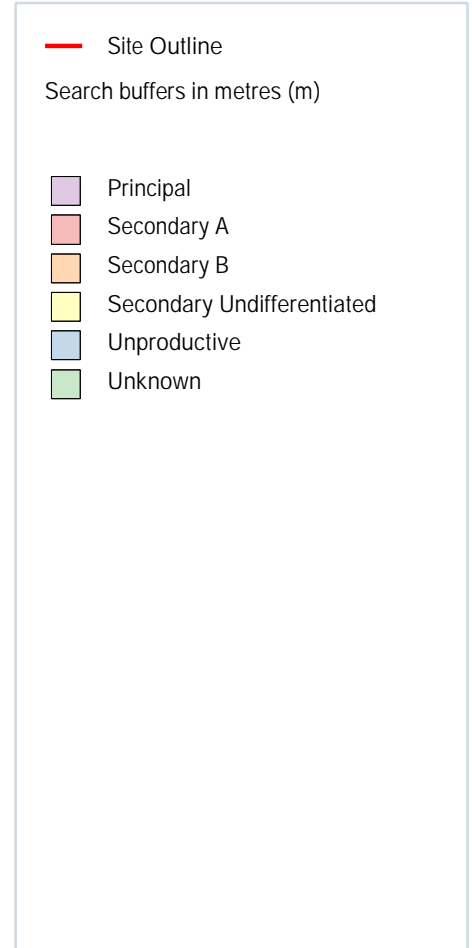 Site Outline
Search buffers in metres (m)
Principal
Secondary A
Secondary B
Secondary Undifferentiated
Unproductive
Unknown